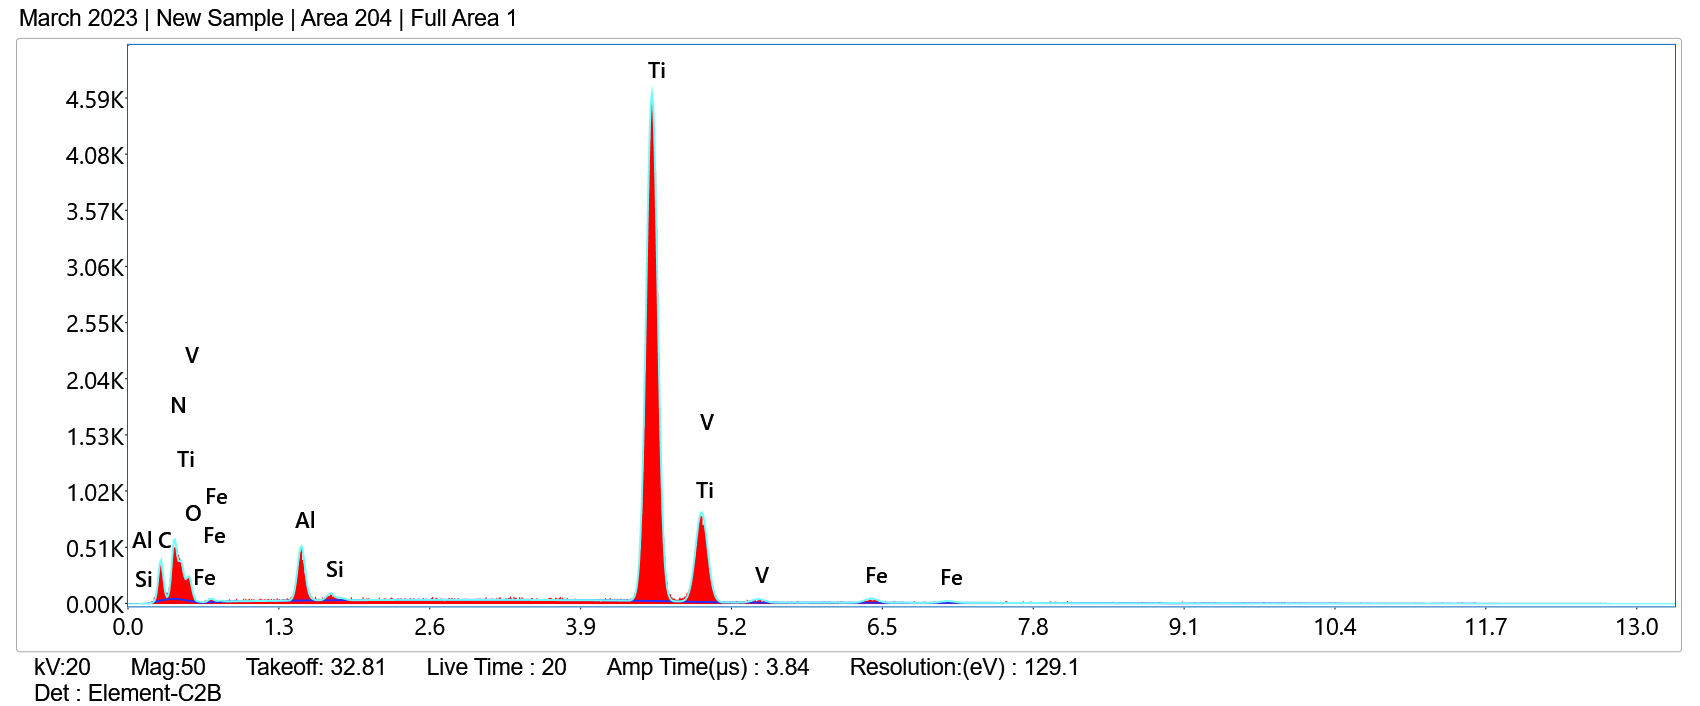 March 2023 | New Sample | Area 204 | Full Area 1
Ti
4.59K
4.08K
3.57K
3.06K
2.55K
V
2.04K
N
V
1.53K
Ti
Ti
1.02K
Fe
O
Al
Fe
Al C
0.51K
Si
Si
Fe
V
Fe
Fe
0.00K
0.0 1.3 2.6 3.9 5.2 6.5 7.8 9.1 10.4 11.7 13.0
kV:20 Mag:50 Takeoff: 32.81 Live Time : 20 Amp Time(µs) : 3.84 Resolution:(eV) : 129.1
Det : Element-C2B